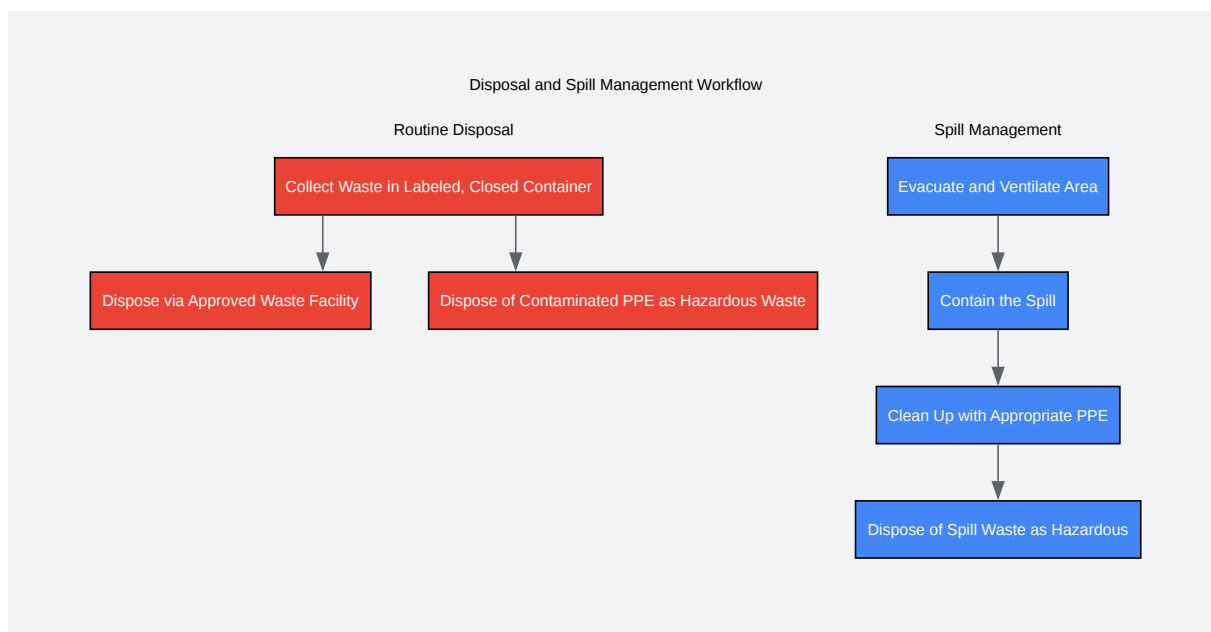 Disposal and Spill Management Workflow
Routine Disposal
Collect Waste in Labeled, Closed Container
Dispose via Approved Waste Facility
Dispose of Contaminated PPE as Hazardous Waste
Spill Management
Evacuate and Ventilate Area
Contain the Spill
Clean Up with Appropriate PPE
Dispose of Spill Waste as Hazardous